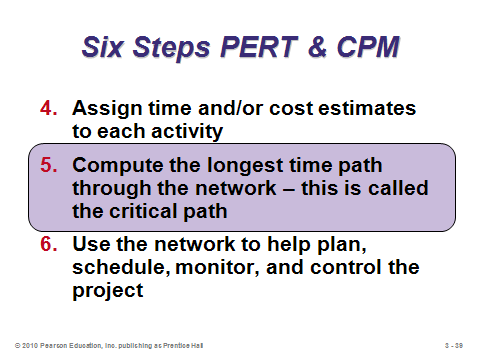 Six Steps PERT & CPM
4. Assign time and/or cost estimates
to each activity
5. Compute the longest time path
through the network – this is called
the critical path
6. Use the network to help plan,
schedule, monitor, and control the
project
© 2010 Pearson Education, Inc. publishing as Prentice Hall
3 - 39